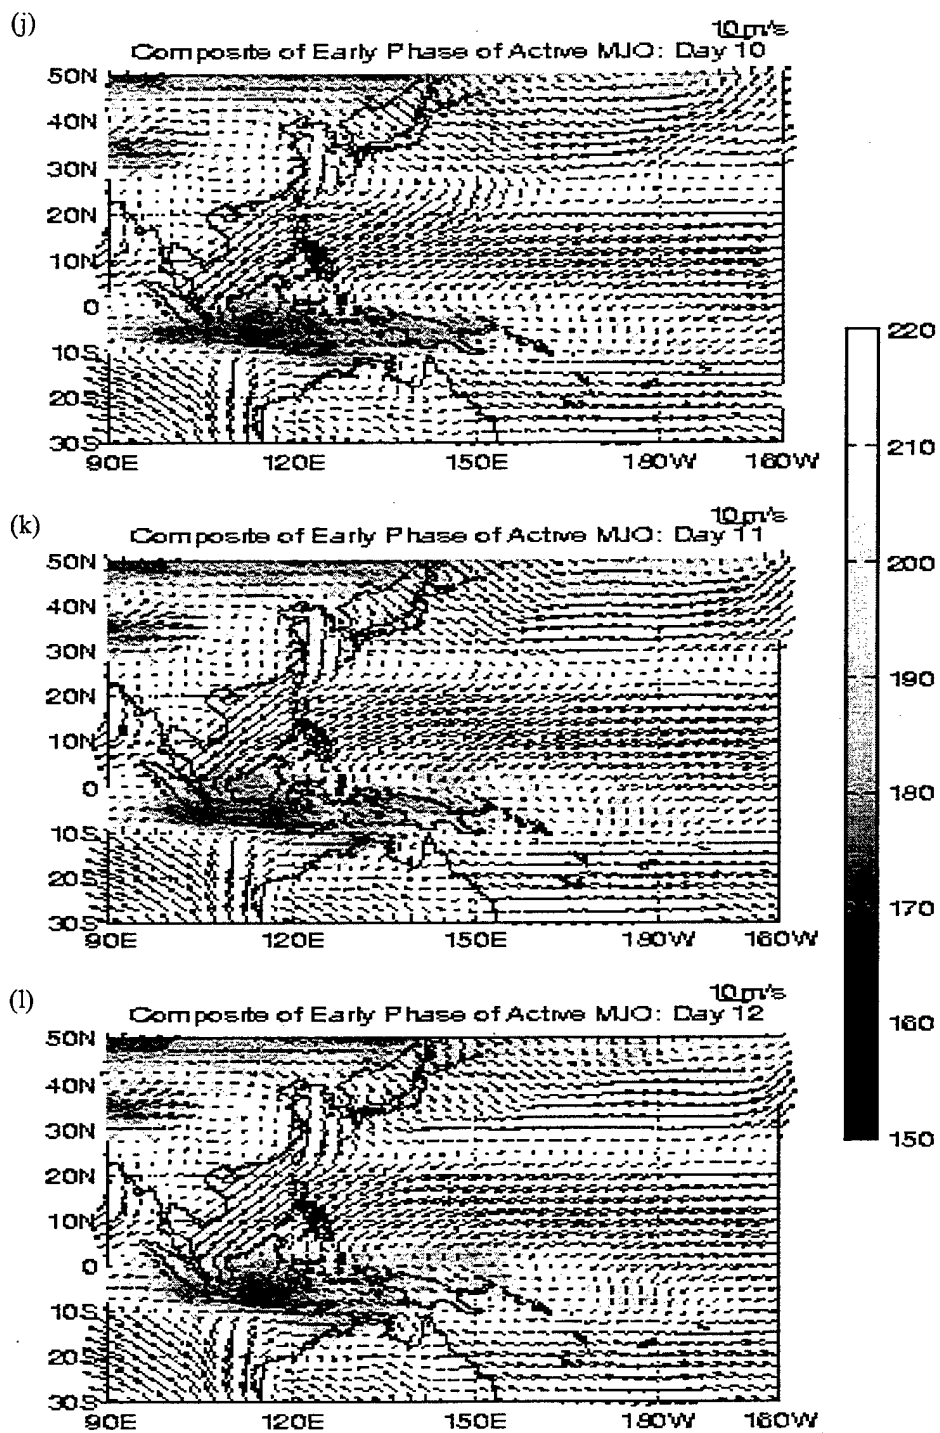 (j)
10 m/s
Composite of Early Phase of Active MJO: Day 10
50N
40N
30N
20N
10N
0
10S
20S
30S
90E 120E 150E 180W 160W
(k)
10 m/s
Composite of Early Phase of Active MJO: Day 11
50N
40N
30N
20N
10N
0
10S
20S
30S
90E 120E 150E 180W 160W
(l)
10 m/s
Composite of Early Phase of Active MJO: Day 12
50N
40N
30N
20N
10N
0
10S
20S
30S
90E 120E 150E 180W 160W
220
210
200
190
180
170
160
150